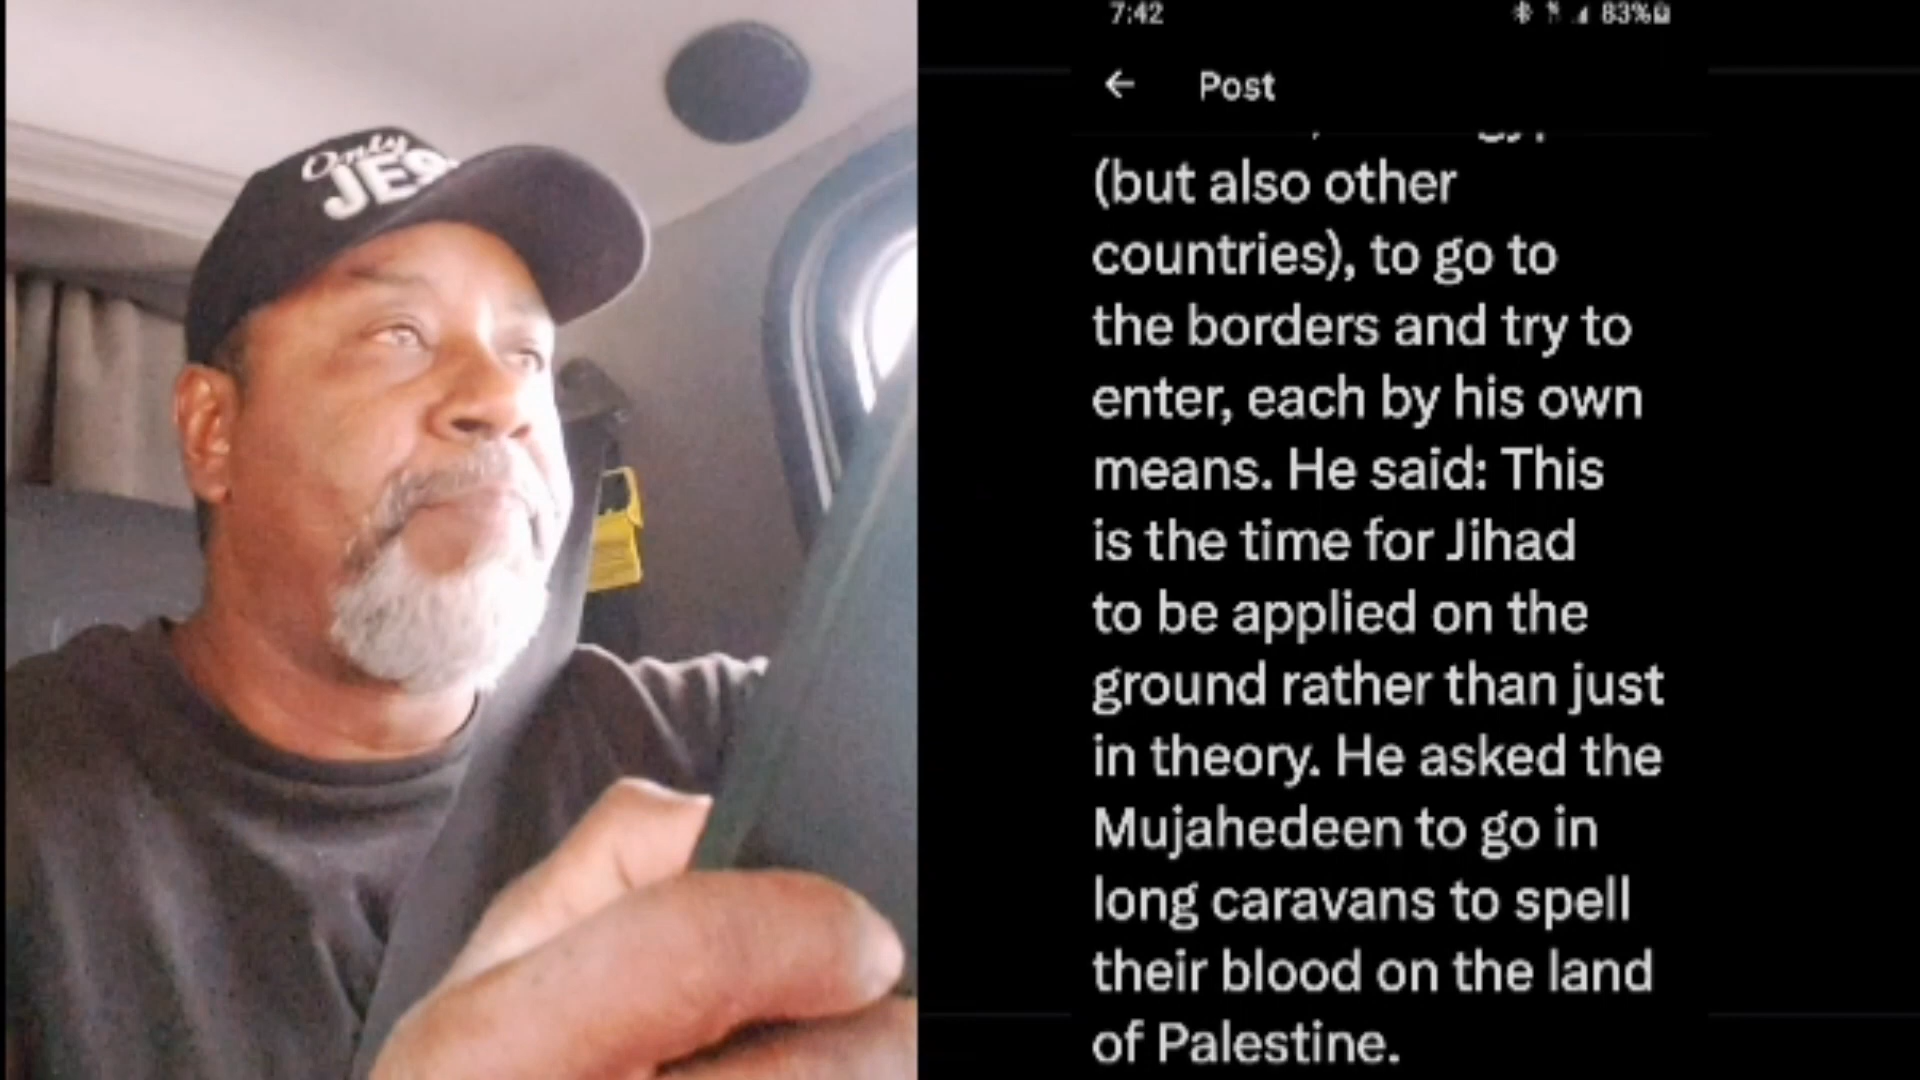 Only
JES
7:42
83%
Post
(but also other
countries), to go to
the borders and try to
enter, each by his own
means. He said: This
is the time for Jihad
to be applied on the
ground rather than just
in theory. He asked the
Mujahedeen to go in
long caravans to spell
their blood on the land
of Palestine.